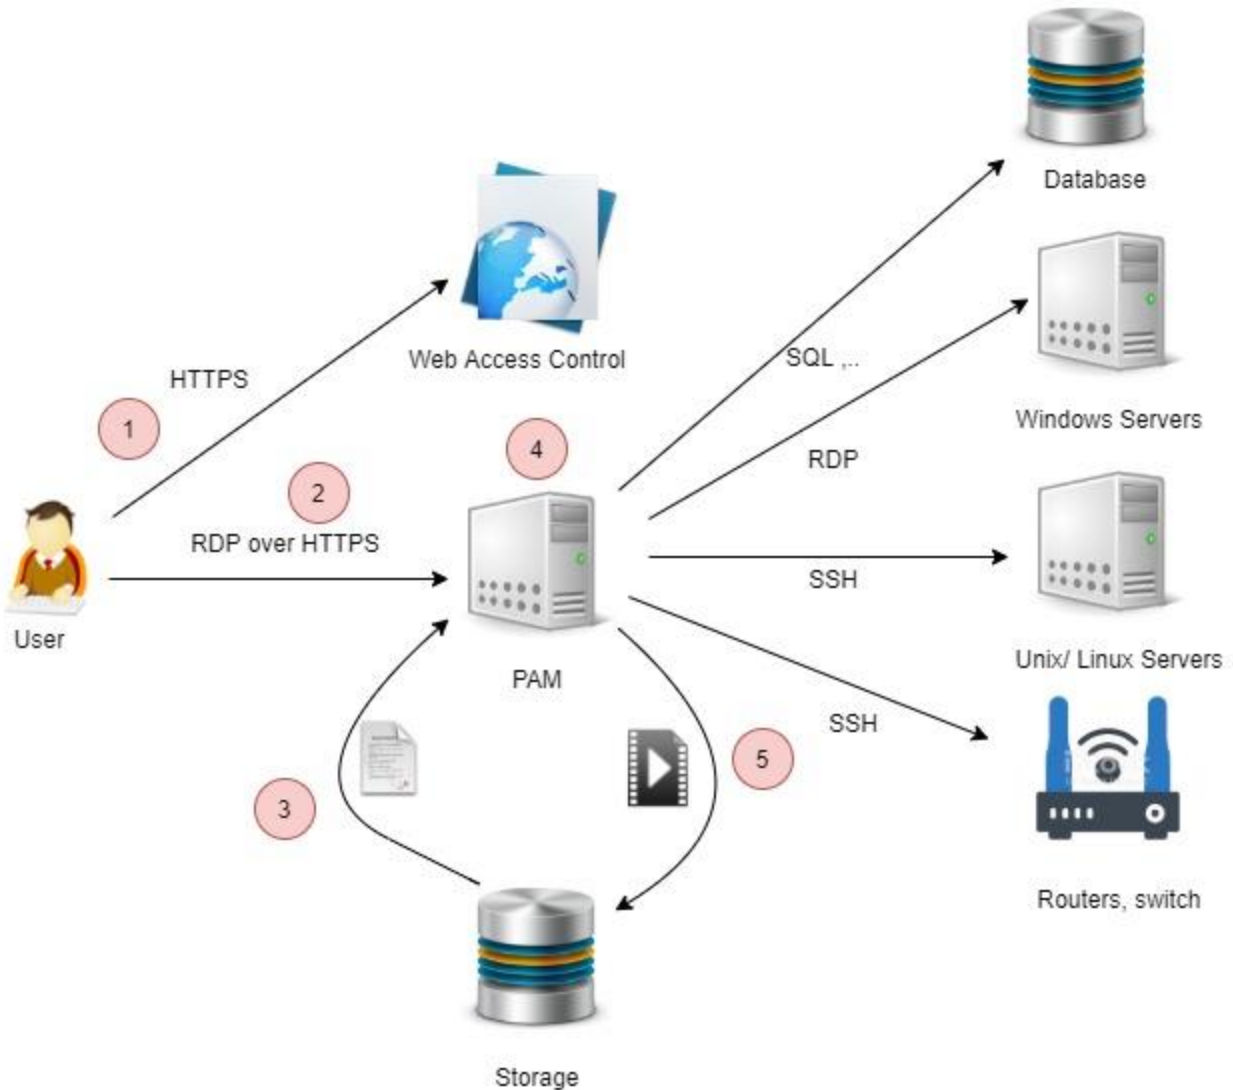 Database
Web Access Control
SQL ,..
HTTPS
1
Windows Servers
4
RDP
2
RDP over HTTPS
SSH
User
PAM
Unix/ Linux Servers
SSH
5
3
Routers, switch
Storage